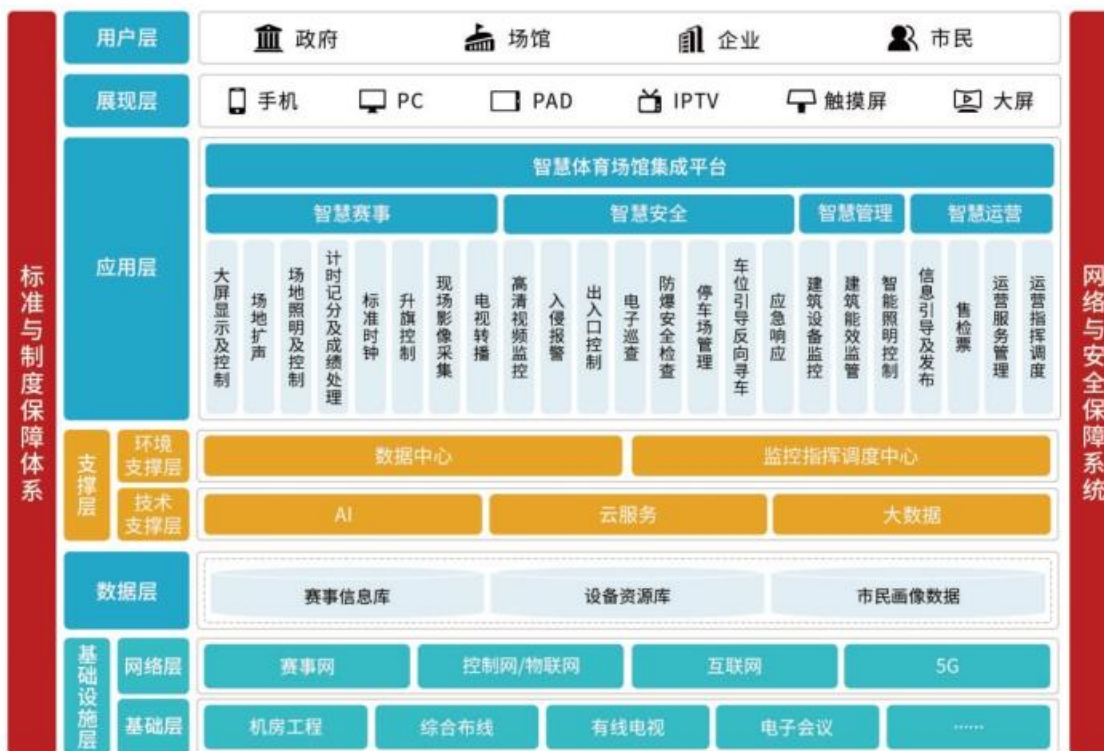 标准与制度保障体系
用户层
政府
场馆
企业
市民
展现层
手机
PC
PAD
IPTV
触摸屏
大屏
应用层
智慧体育场馆集成平台
智慧赛事
智慧安全
智慧管理
智慧运营
大屏显示及控制
场地扩声
场地照明及控制
计时记分及成绩处理
标准时钟
升旗控制
现场影像采集
电视转播
高清视频监控
入侵报警
出入口控制
电子巡查
防爆安全检查
停车场管理
车位引导反向寻车
应急响应
建筑设备监控
建筑能效监管
智能照明控制
信息引导及发布
售检票
运营服务管理
运营指挥调度
支撑层
环境
支撑层
数据中心
监控指挥调度中心
技术
支撑层
AI
云服务
大数据
数据层
赛事信息库
设备资源库
市民画像数据
基础设施层
网络层
赛事网
控制网/物联网
互联网
5G
基础层
机房工程
综合布线
有线电视
电子会议
······
网络与安全保障系统